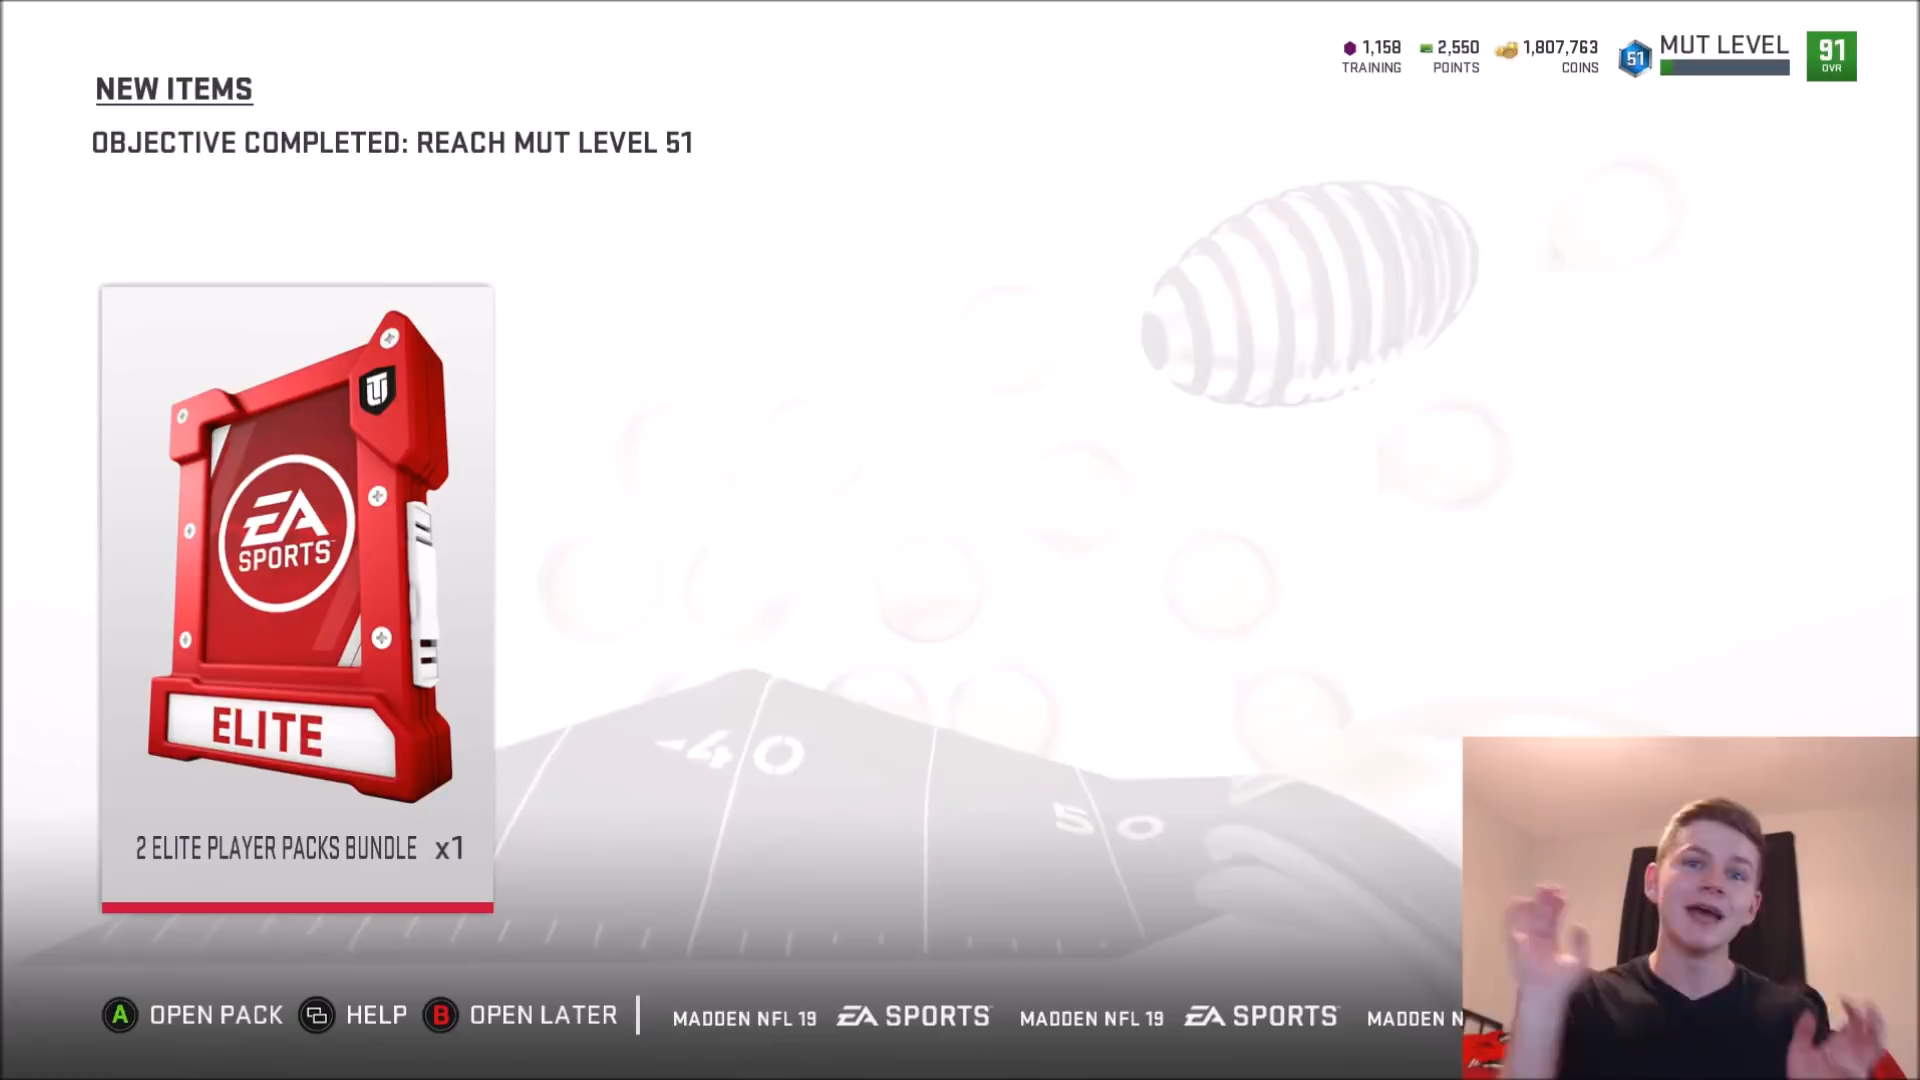 NEW ITEMS
OBJECTIVE COMPLETED: REACH MUT LEVEL 51
1,158
TRAINING
2,550
POINTS
1,807,763
COINS
51
MUT LEVEL
91
OVR
EA
SPORTS
ELITE
2 ELITE PLAYER PACKS BUNDLE x1
-40
50
A OPEN PACK HELP B OPEN LATER
MADDEN NFL 19 EA SPORTS MADDEN NFL 19 EA SPORTS MADDEN N